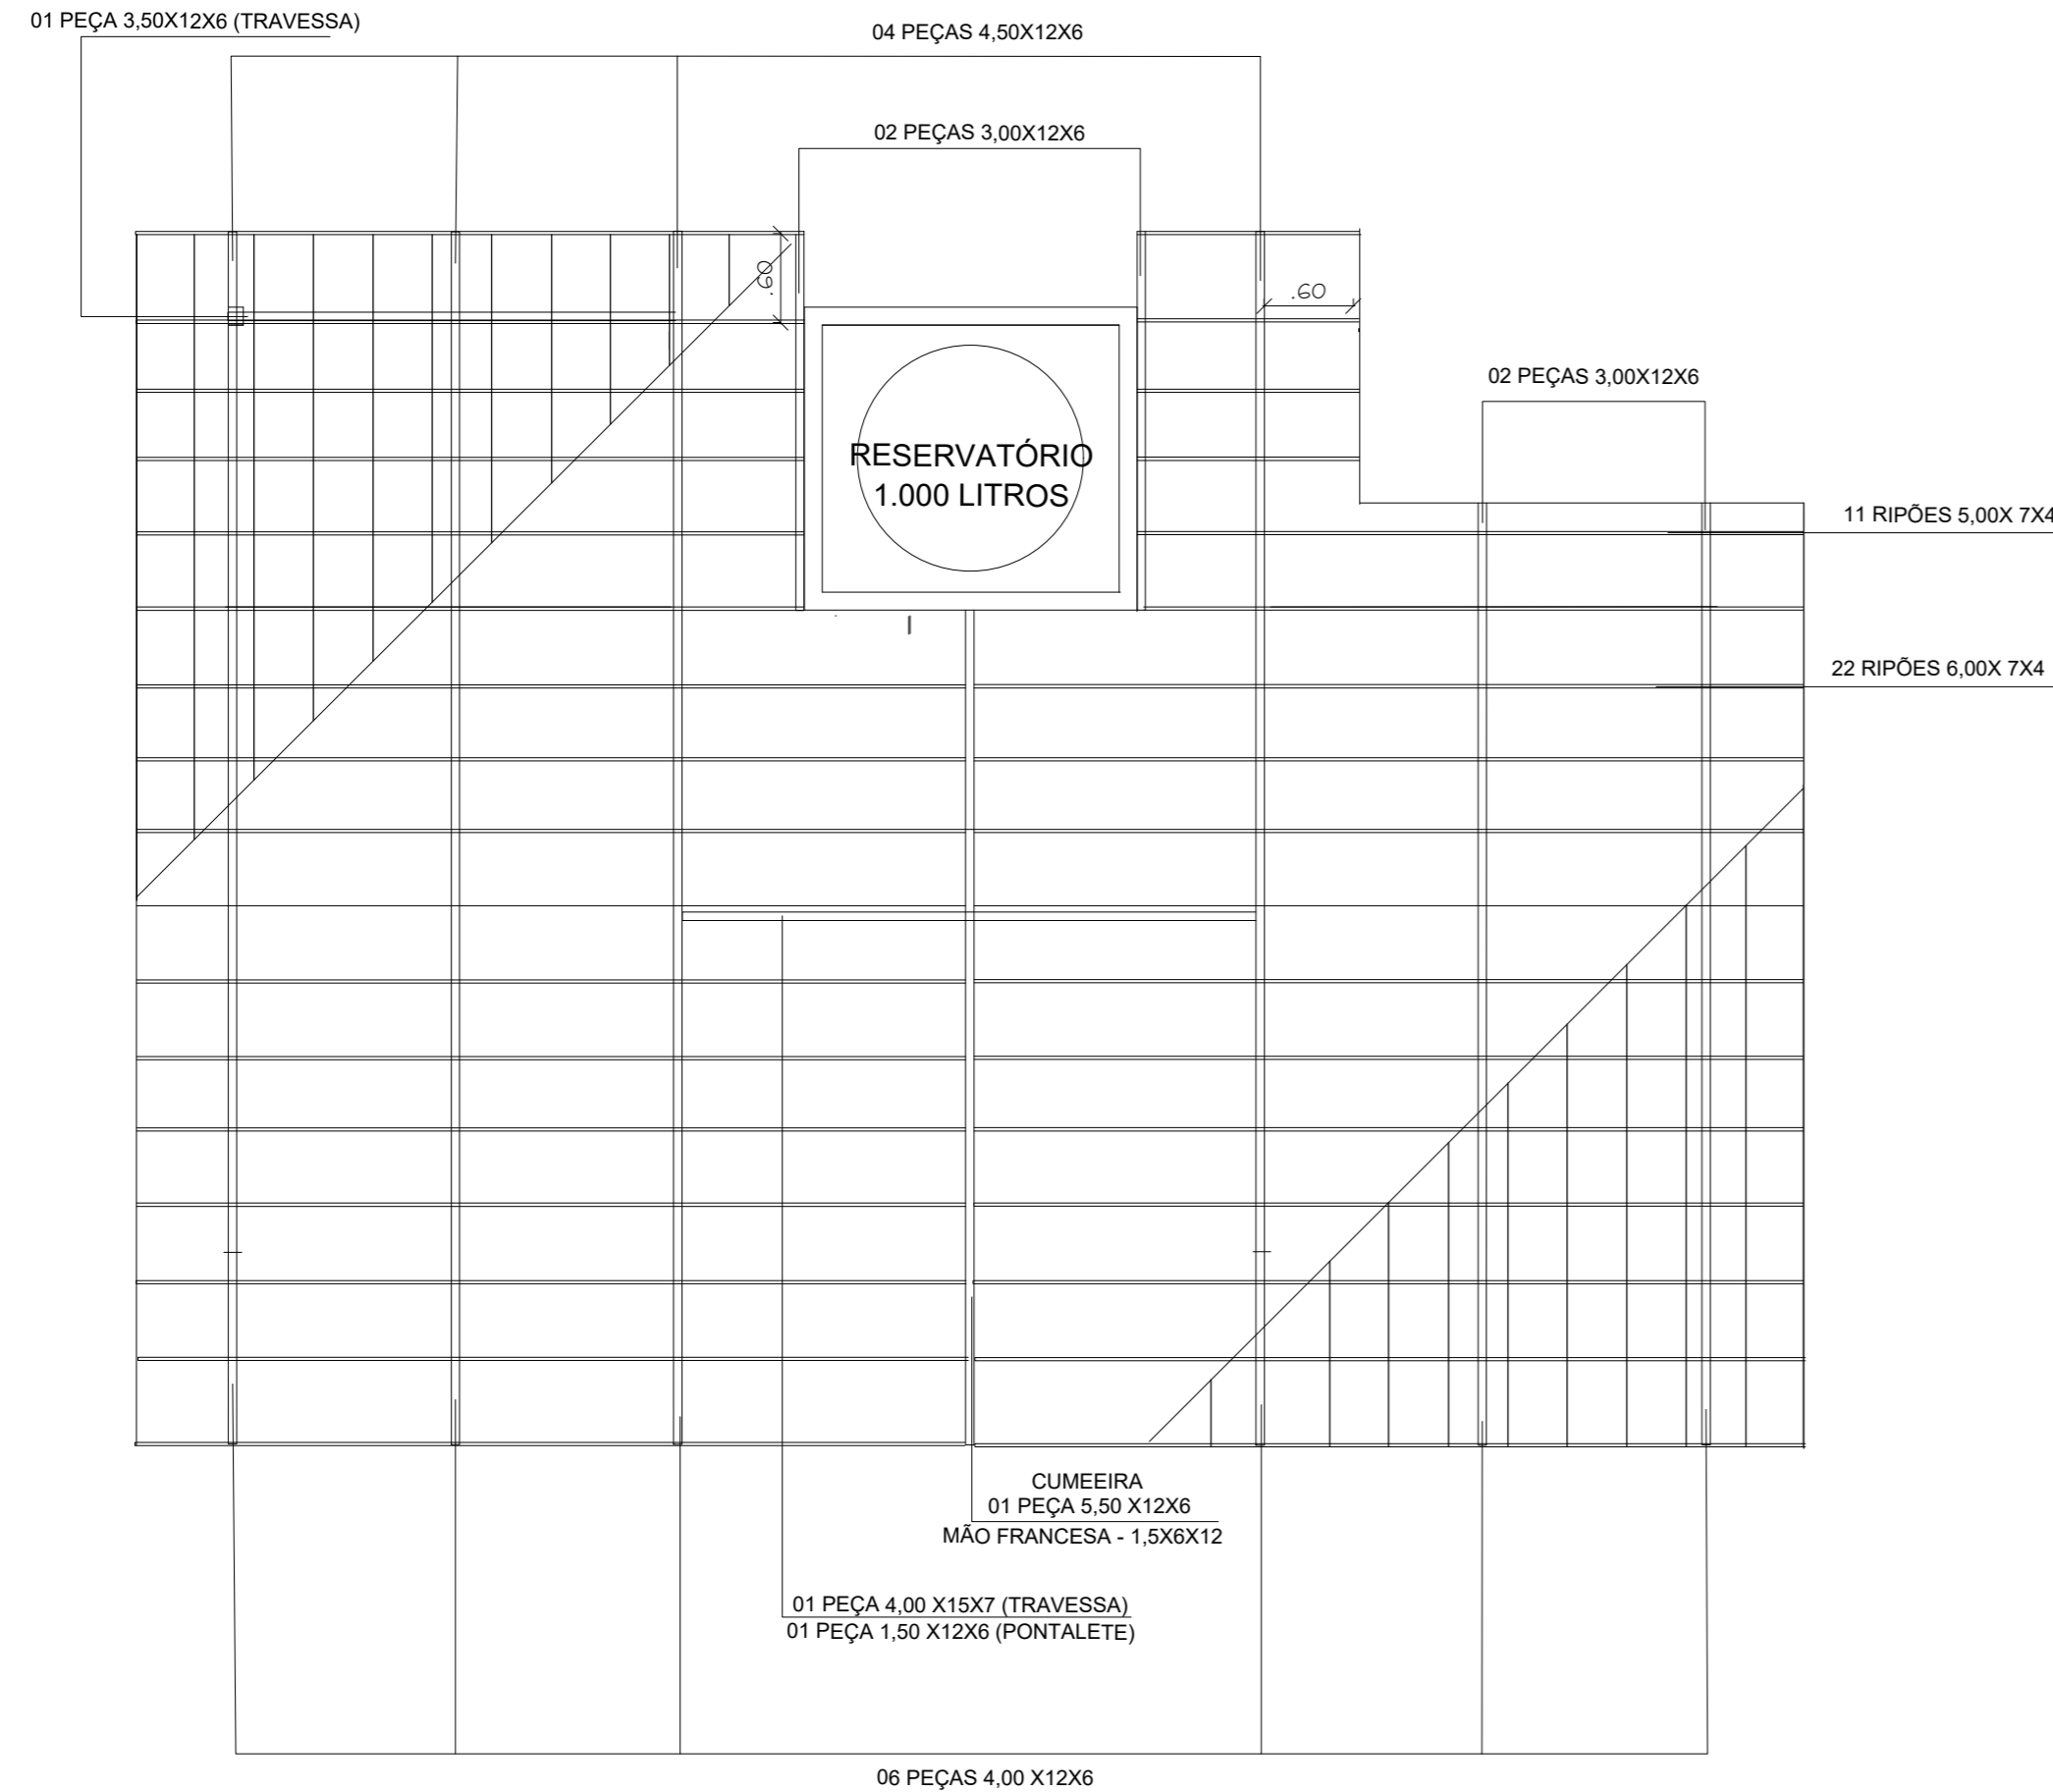 01 PEÇA 3,50X12X6 (TRAVESSA)
04 PEÇAS 4,50X12X6
02 PEÇAS 3,00X12X6
.60
.60
02 PEÇAS 3,00X12X6
RESERVATÓRIO
1.000 LITROS
11 RIPÕES 5,00X 7X4
22 RIPÕES 6,00X 7X4
CUMEEIRA
01 PEÇA 5,50 X12X6
MÃO FRANCESA - 1,5X6X12
01 PEÇA 4,00 X15X7 (TRAVESSA)
01 PEÇA 1,50 X12X6 (PONTALETE)
06 PEÇAS 4,00 X12X6